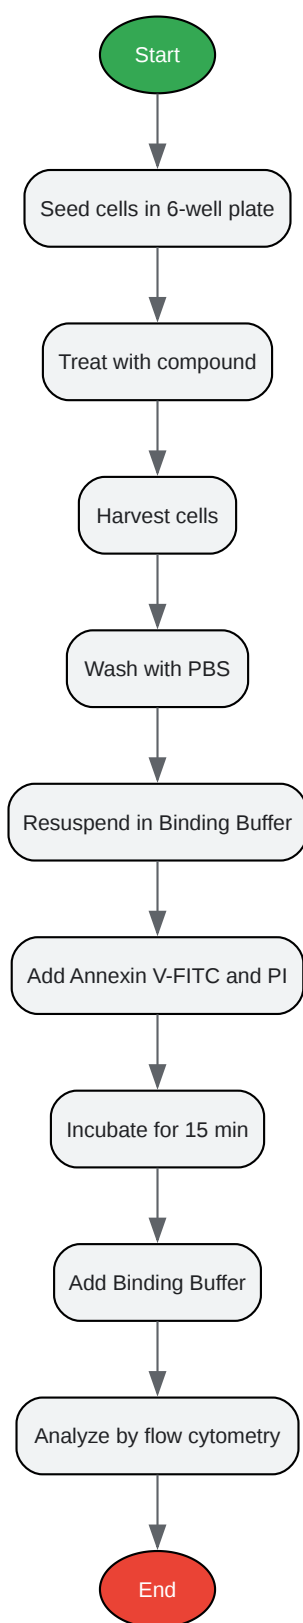 Start
Seed cells in 6-well plate
Treat with compound
Harvest cells
Wash with PBS
Resuspend in Binding Buffer
Add Annexin V-FITC and PI
Incubate for 15 min
Add Binding Buffer
Analyze by flow cytometry
End